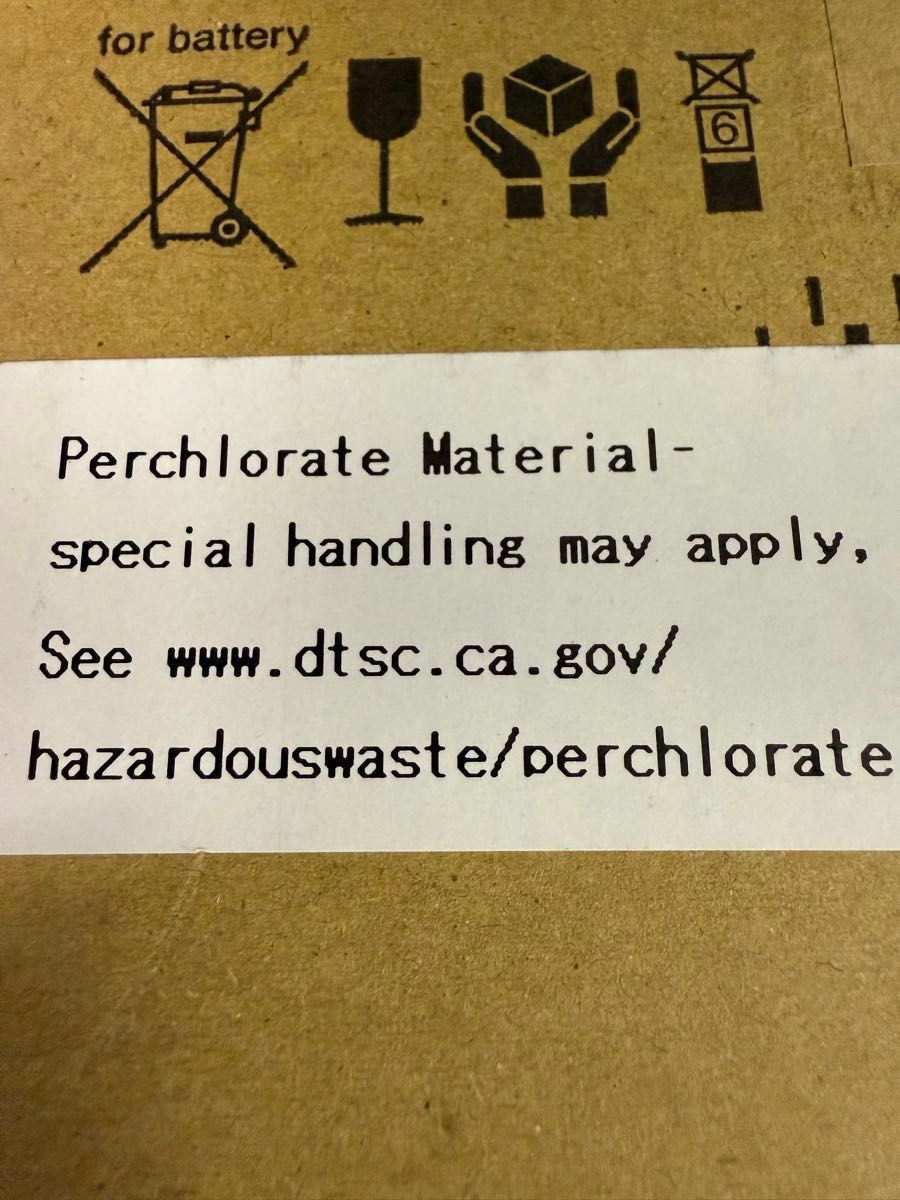 for battery
6
Perchlorate Material-
special handling may apply,
See www.dtsc.ca.gov/
hazardouswaste/perchlorate